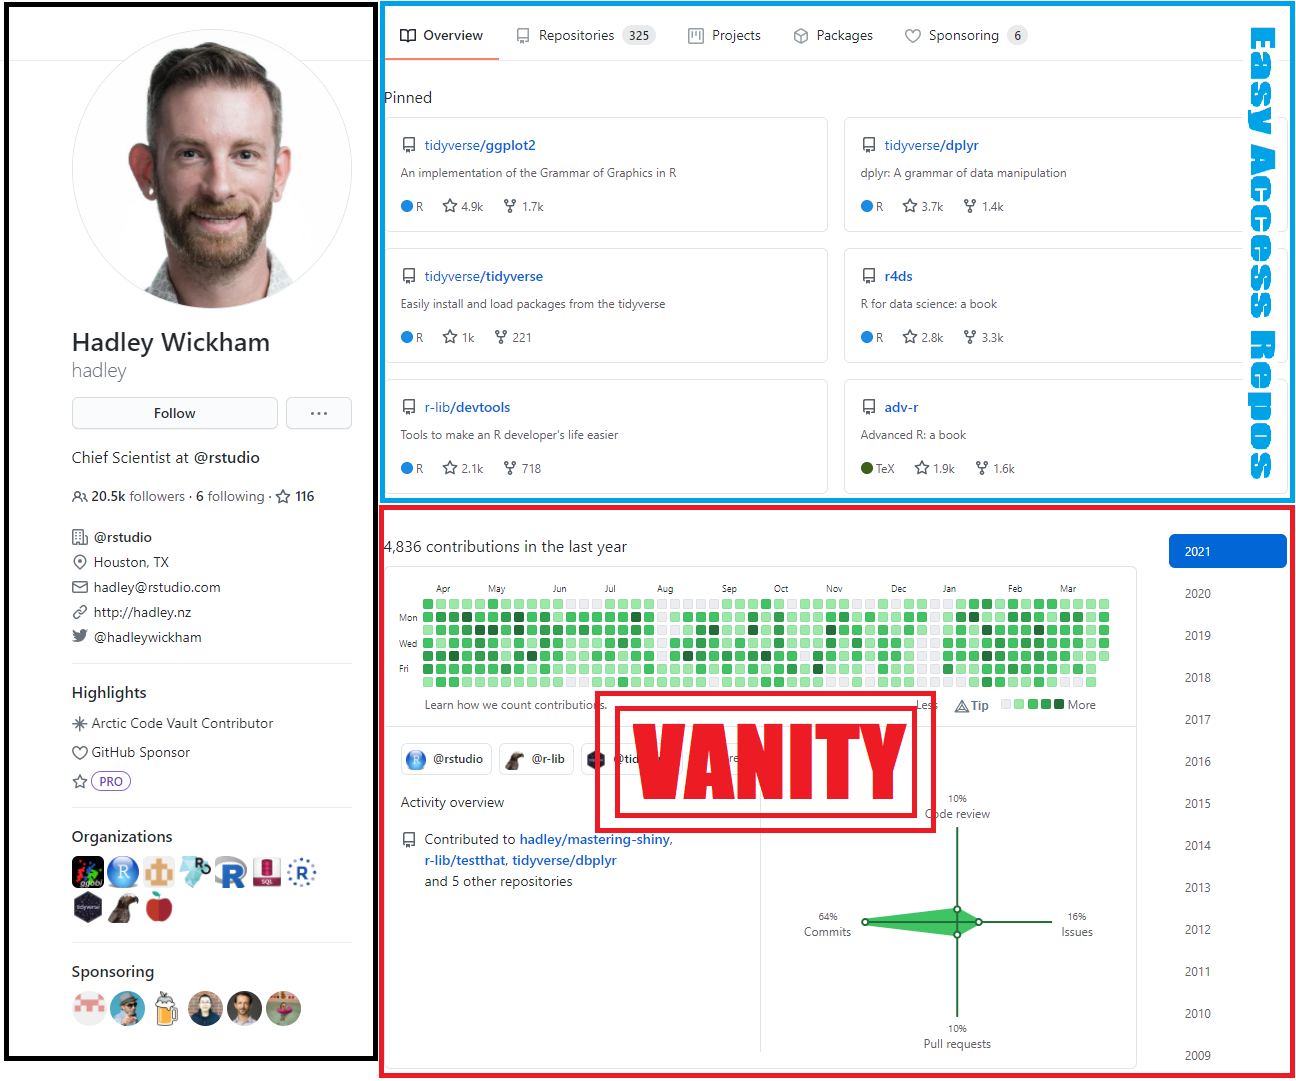 Hadley Wickham
hadley
Follow
Chief Scientist at @rstudio
20.5k followers · 6 following · 116
@rstudio
Houston, TX
hadley@rstudio.com
http://hadley.nz
@hadleywickham
Highlights
Arctic Code Vault Contributor
GitHub Sponsor
PRO
Organizations
Sponsoring
Overview Repositories 325 Projects Packages Sponsoring 6
Easy Access Repos
Pinned
tidyverse/ggplot2
An implementation of the Grammar of Graphics in R
R 4.9k 1.7k
tidyverse/dplyr
dplyr: A grammar of data manipulation
R 3.7k 1.4k
tidyverse/tidyverse
Easily install and load packages from the tidyverse
R 1k 221
r4ds
R for data science: a book
R 2.8k 3.3k
r-lib/devtools
Tools to make an R developer's life easier
R 2.1k 718
adv-r
Advanced R: a book
TeX 1.9k 1.6k
4,836 contributions in the last year
Apr May Jun Jul Aug Sep Oct Nov Dec Jan Feb Mar
Mon
Wed
Fri
Learn how we count contributions.
Less Tip More
VANITY
@rstudio @r-lib
Activity overview
Contributed to hadley/mastering-shiny,
r-lib/testthat, tidyverse/dbplyr
and 5 other repositories
10%
Code review
64%
Commits
16%
Issues
10%
Pull requests
2021
2020
2019
2018
2017
2016
2015
2014
2013
2012
2011
2010
2009